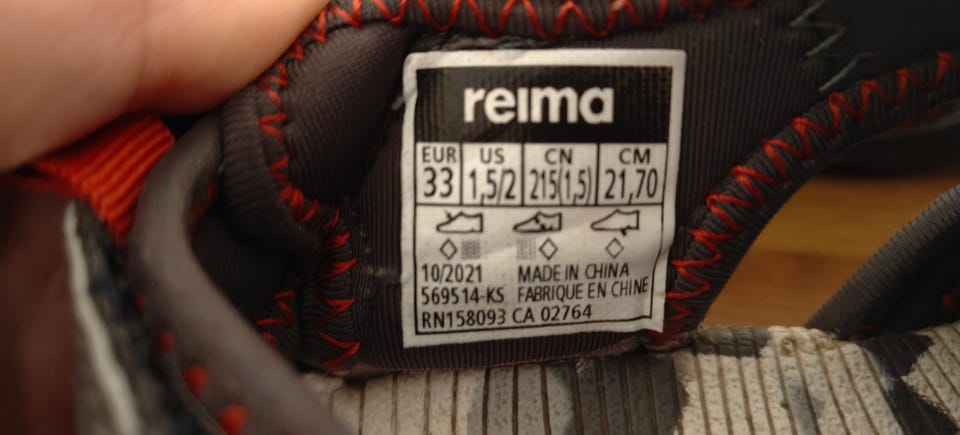 reima
EUR US CN CM
33 1,5/2 215(1,5) 21,70
10/2021 MADE IN CHINA
569514-KS FABRIQUE EN CHINE
RN158093 CA 02764